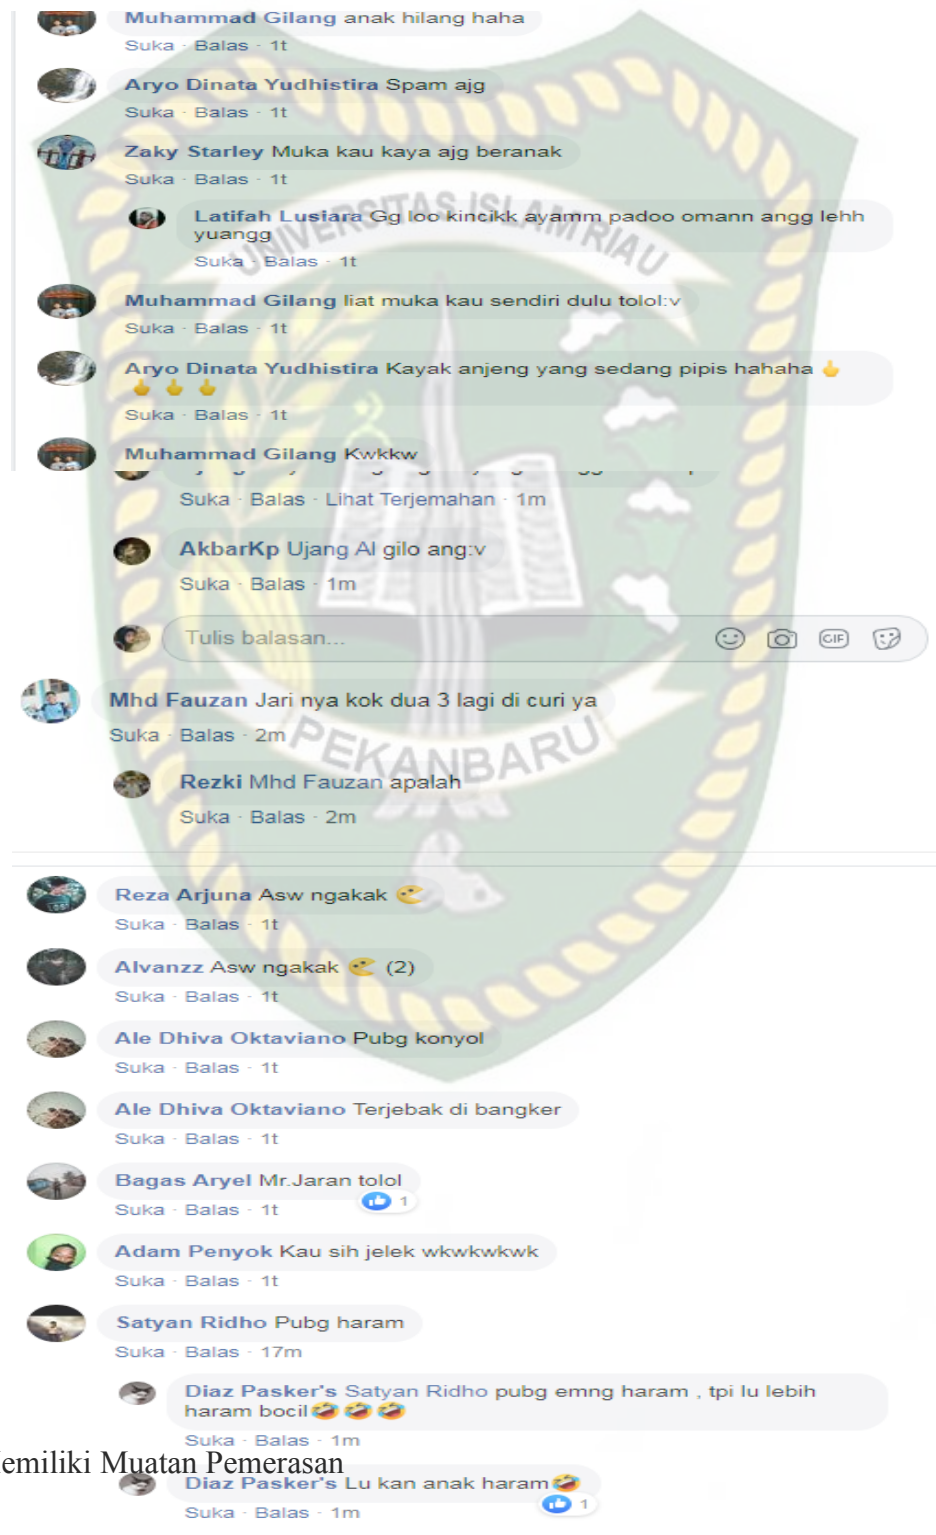 Muhammad Gilang anak hilang haha
Suka · Balas · 1t
Aryo Dinata Yudhistira Spam ajg
Suka · Balas · 1t
Zaky Starley Muka kau kaya ajg beranak
Suka · Balas · 1t
UNIVERSITAS ISLAM RIAU
Latifah Lusiara Gg loo kincikk ayamm padoo omann angg lehh
yuangg
Suka · Balas · 1t
Muhammad Gilang liat muka kau sendiri dulu tolol:v
Suka · Balas · 1t
Aryo Dinata Yudhistira Kayak anjeng yang sedang pipis hahaha 🖕
🖕 🖕 🖕
Suka · Balas · 1t
Muhammad Gilang Kwkkw
Suka · Balas · Lihat Terjemahan · 1m
AkbarKp Ujang Al gilo ang:v
Suka · Balas · 1m
Tulis balasan...
GIF
Mhd Fauzan Jari nya kok dua 3 lagi di curi ya
Suka · Balas · 2m
PEKANBARU
Rezki Mhd Fauzan apalah
Suka · Balas · 2m
Reza Arjuna Asw ngakak
Suka · Balas · 1t
Alvanzz Asw ngakak (2)
Suka · Balas · 1t
Ale Dhiva Oktaviano Pubg konyol
Suka · Balas · 1t
Ale Dhiva Oktaviano Terjebak di bangker
Suka · Balas · 1t
Bagas Aryel Mr.Jaran tolol
1
Suka · Balas · 1t
Adam Penyok Kau sih jelek wkwkwkwk
Suka · Balas · 1t
Satyan Ridho Pubg haram
Suka · Balas · 17m
Diaz Pasker's Satyan Ridho pubg emng haram , tpi lu lebih
haram bocil🤣🤣🤣
Suka · Balas · 1m
emiliki Muatan Pemerasan
Diaz Pasker's Lu kan anak haram🤣
1
Suka · Balas · 1m